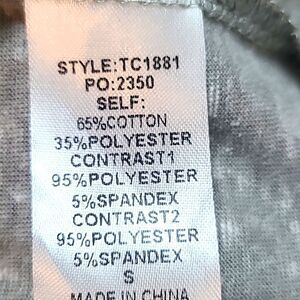 STYLE:TC1881
PO:2350
SELF:
65%COTTON
35%POLYESTER
CONTRAST1
95%POLYESTER
5%SPANDEX
CONTRAST2
95%POLYESTER
5%SPANDEX
S
MADE IN CHINA